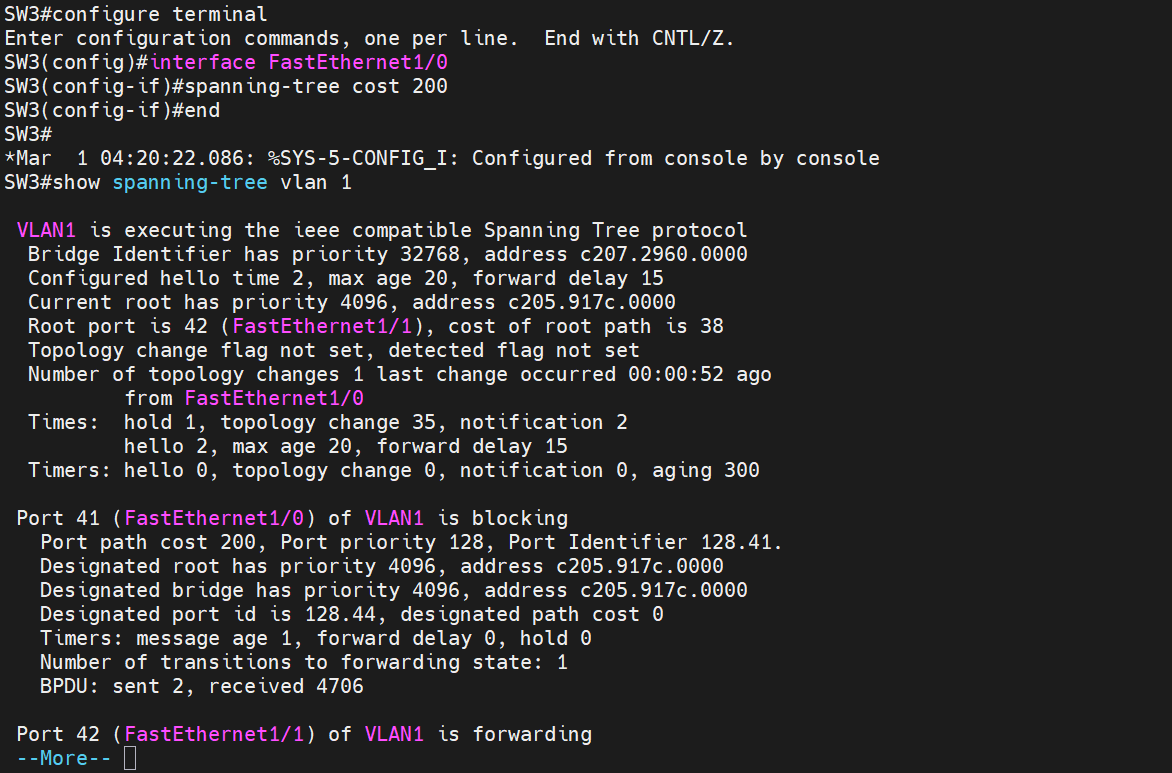 SW3#configure terminal
Enter configuration commands, one per line.  End with CNTL/Z.
SW3(config)#interface FastEthernet1/0
SW3(config-if)#spanning-tree cost 200
SW3(config-if)#end
SW3#
*Mar  1 04:20:22.086: %SYS-5-CONFIG_I: Configured from console by console
SW3#show spanning-tree vlan 1

 VLAN1 is executing the ieee compatible Spanning Tree protocol
  Bridge Identifier has priority 32768, address c207.2960.0000
  Configured hello time 2, max age 20, forward delay 15
  Current root has priority 4096, address c205.917c.0000
  Root port is 42 (FastEthernet1/1), cost of root path is 38
  Topology change flag not set, detected flag not set
  Number of topology changes 1 last change occurred 00:00:52 ago
          from FastEthernet1/0
  Times:  hold 1, topology change 35, notification 2
          hello 2, max age 20, forward delay 15
  Timers: hello 0, topology change 0, notification 0, aging 300

 Port 41 (FastEthernet1/0) of VLAN1 is blocking
   Port path cost 200, Port priority 128, Port Identifier 128.41.
   Designated root has priority 4096, address c205.917c.0000
   Designated bridge has priority 4096, address c205.917c.0000
   Designated port id is 128.44, designated path cost 0
   Timers: message age 1, forward delay 0, hold 0
   Number of transitions to forwarding state: 1
   BPDU: sent 2, received 4706

 Port 42 (FastEthernet1/1) of VLAN1 is forwarding
 --More--